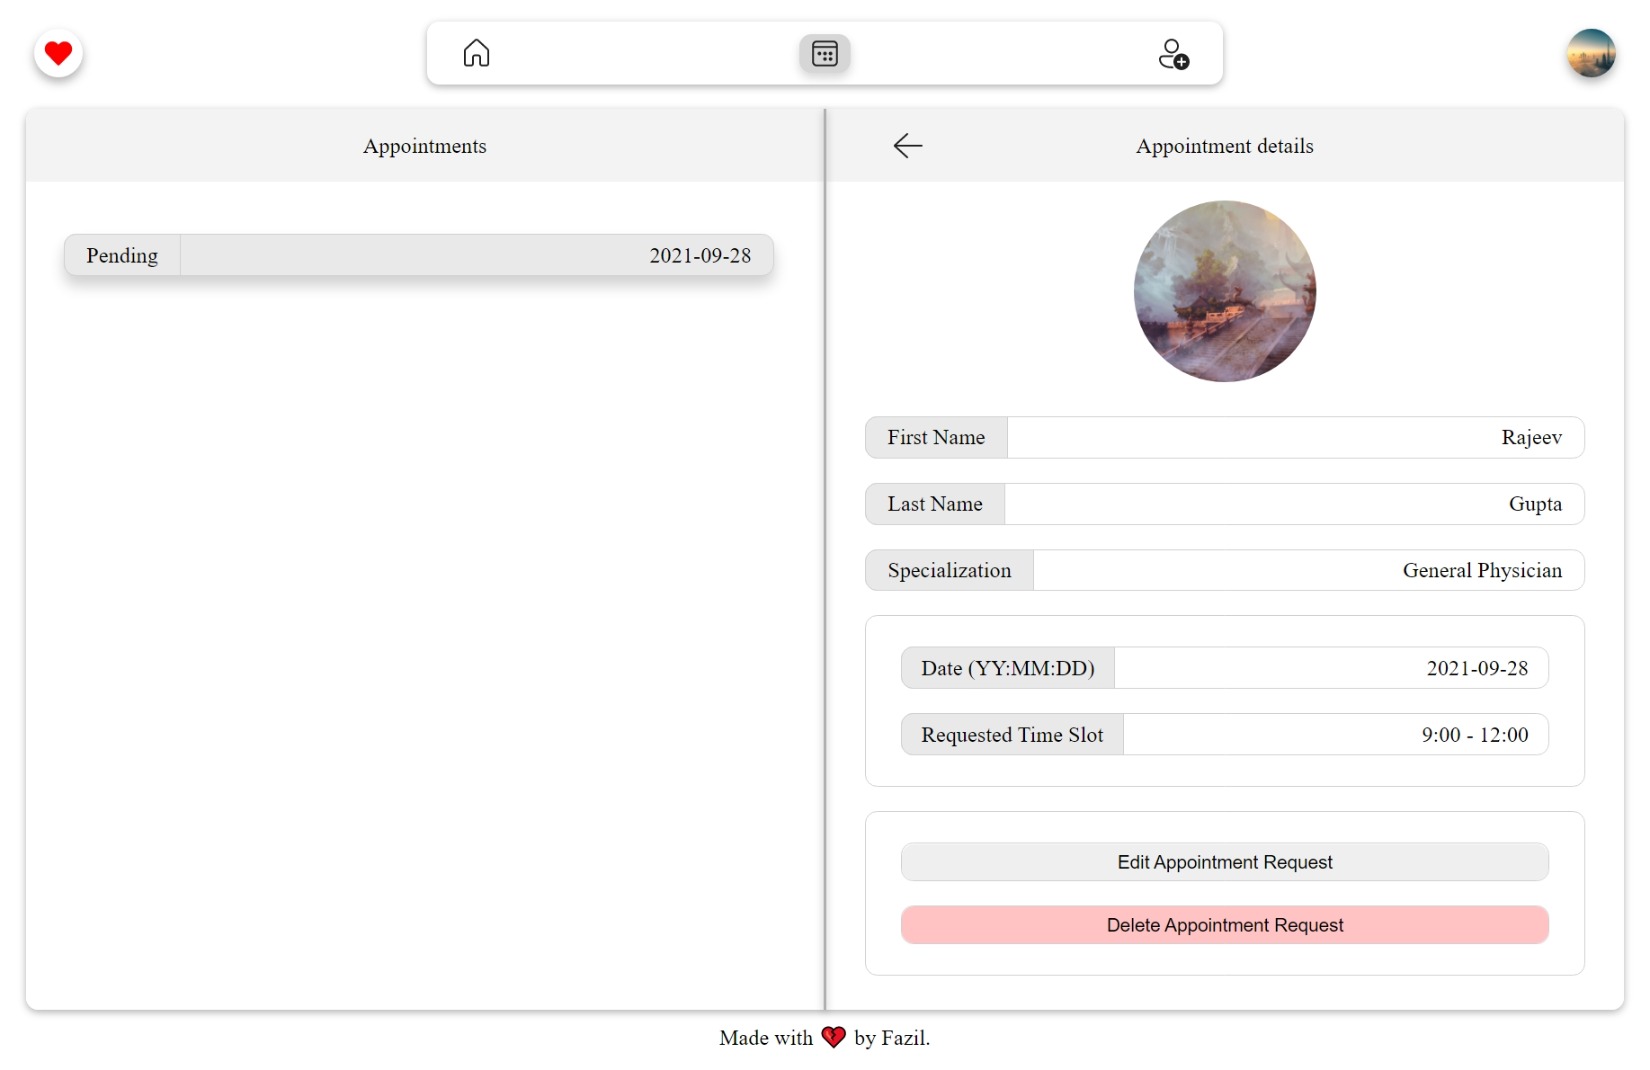 Appointments
Pending 2021-09-28
Appointment details
First Name Rajeev
Last Name Gupta
Specialization General Physician
Date (YY:MM:DD) 2021-09-28
Requested Time Slot 9:00 - 12:00
Edit Appointment Request
Delete Appointment Request
Made with 💔 by Fazil.